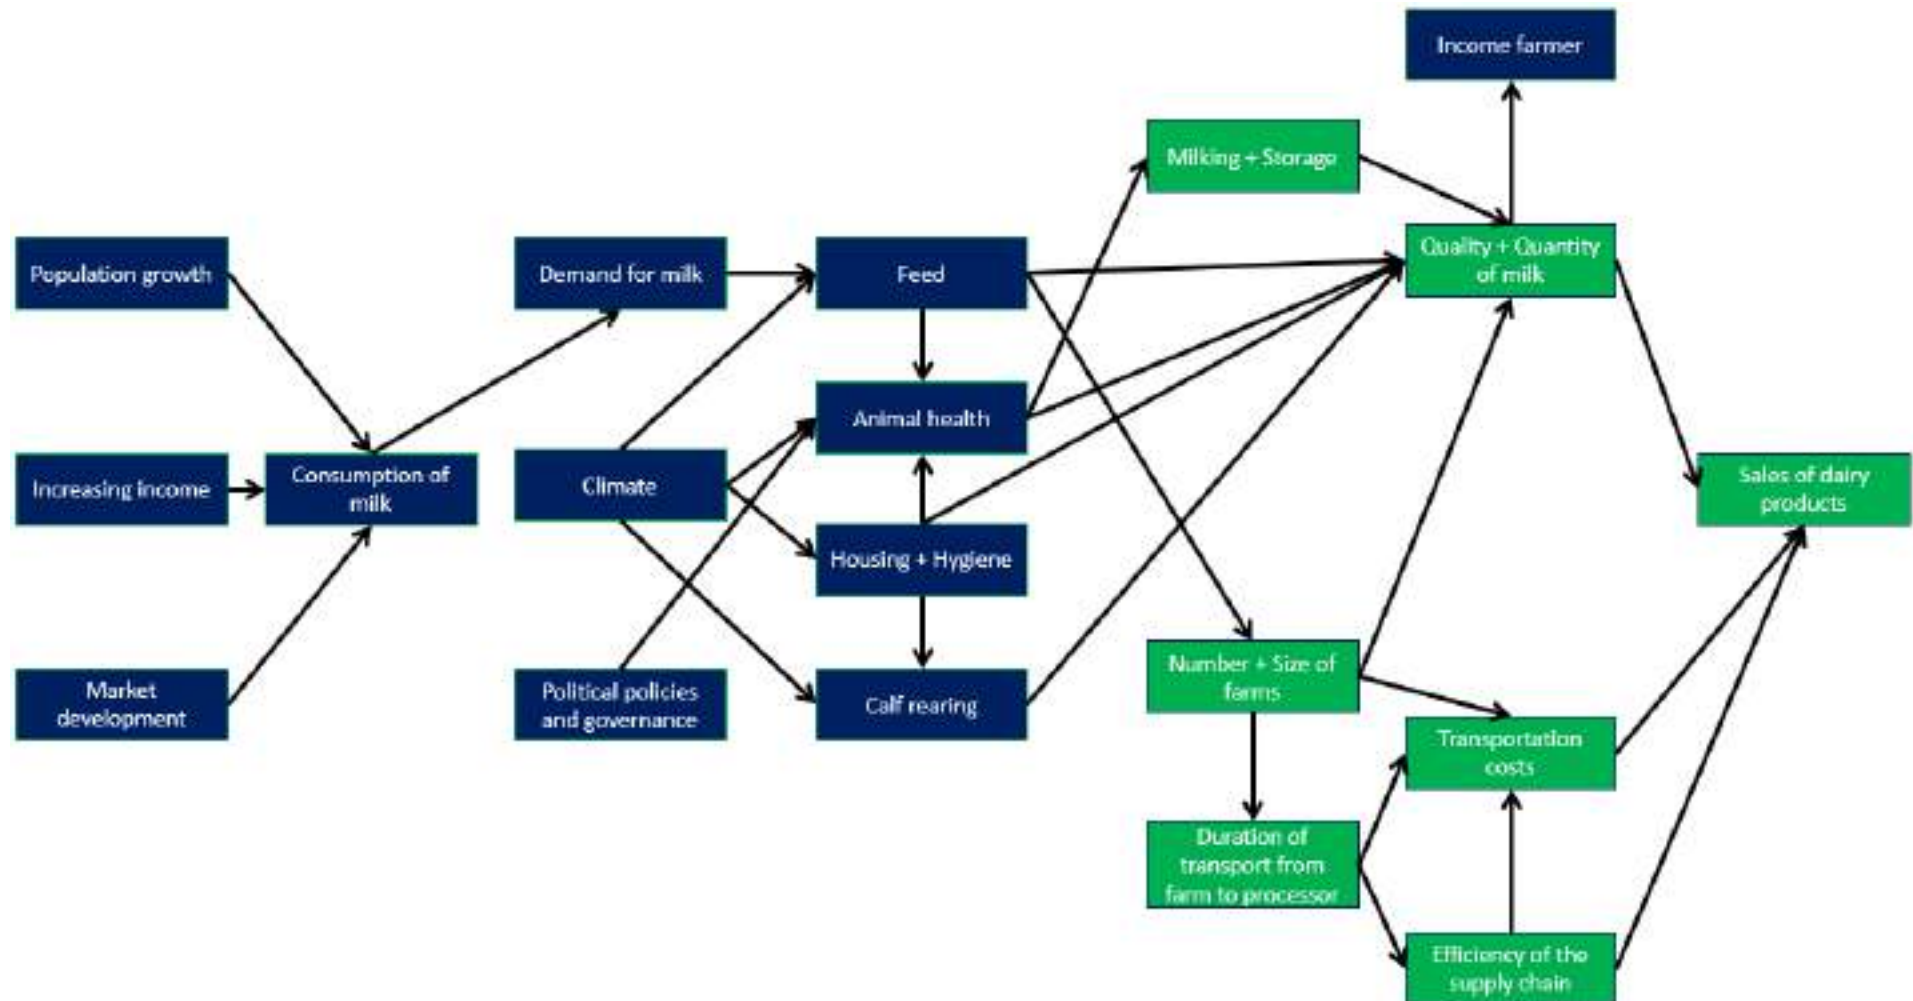 Income farmer
Milking + Storage
Population growth
Demand for milk
Feed
Quality + Quantity
of milk
Animal health
Increasing income
Consumption of
milk
Climate
Sales of dairy
products
Housing + Hygiene
Market
development
Political policies
and governance
Calf rearing
Number + Size of
farms
Transportation
costs
Duration of
transport from
farm to processor
Efficiency of the
supply chain